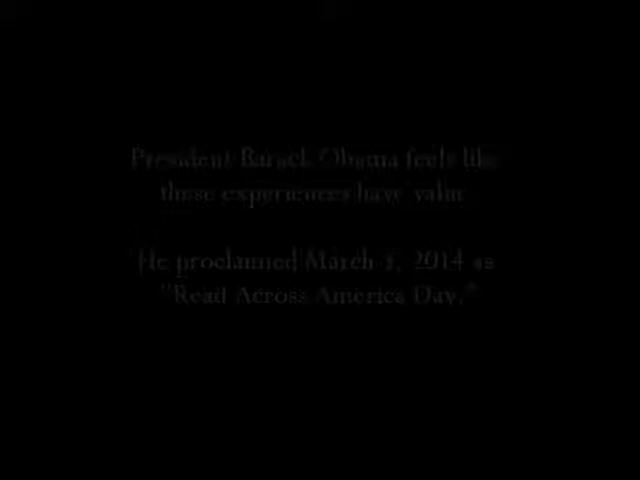 President Barack Obama feels like
these experiences have value
He proclaimed March 3, 2014 as
"Read Across America Day."